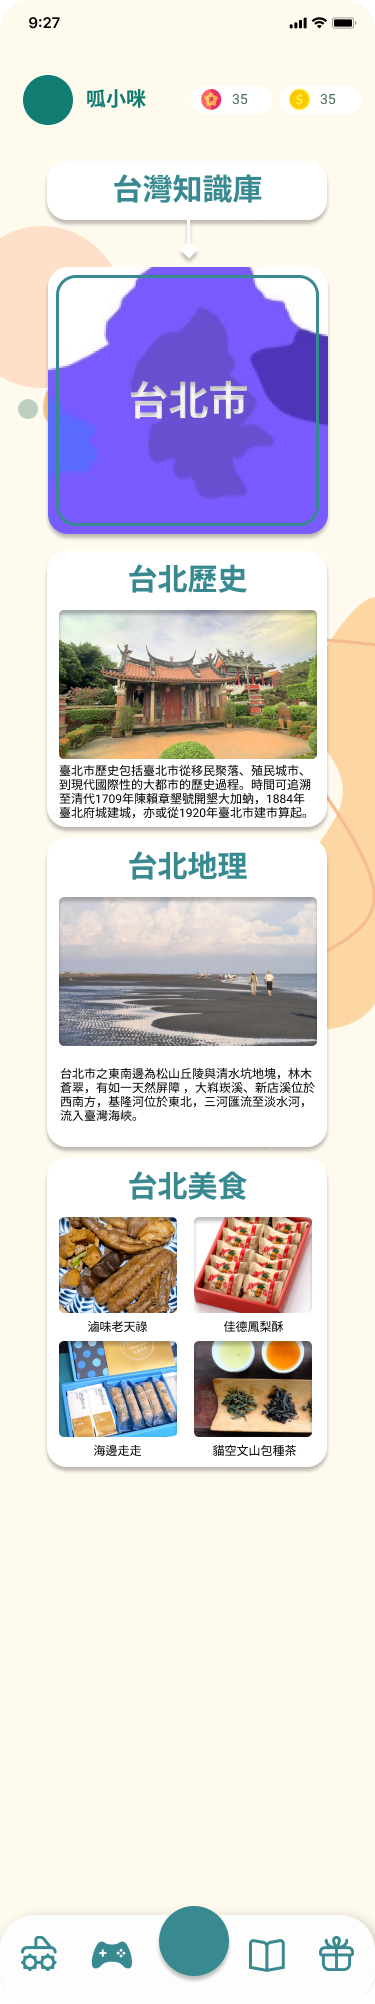 9:27
呱小咪
35
35
台灣知識庫
台北市
台北歷史
臺北市歷史包括臺北市從移民聚落、殖民城市、
到現代國際性的大都市的歷史過程。時間可追溯
至清代1709年陳賴章墾號開墾大加蚋，1884年
臺北府城建城，亦或從1920年臺北市建市算起。
台北地理
台北市之東南邊為松山丘陵與清水坑地塊，林木
蒼翠，有如一天然屏障 ，大嵙崁溪、新店溪位於
西南方，基隆河位於東北，三河匯流至淡水河，
流入臺灣海峽。
台北美食
滷味老天祿
佳德鳳梨酥
海邊走走
貓空文山包種茶